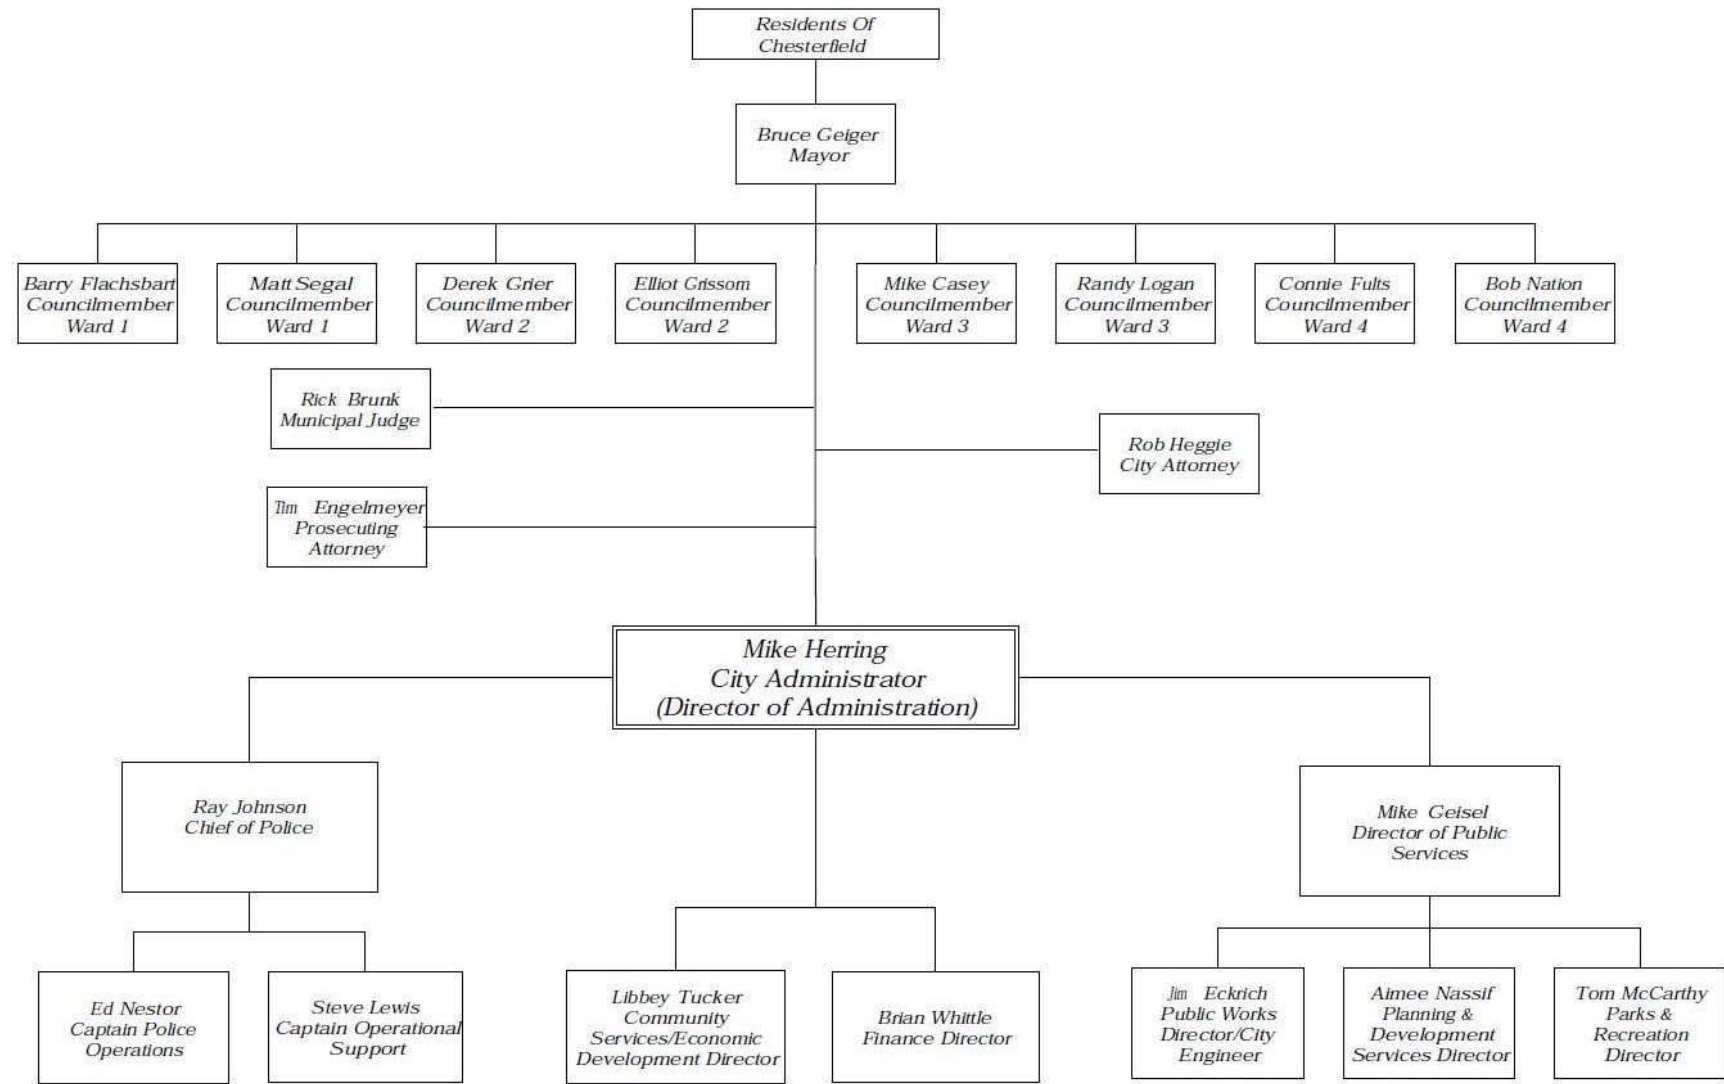 Residents Of
Chesterfield
Bruce Geiger
Mayor
Barry Flachsbart
Councilmember
Ward 1
Matt Segal
Councilmember
Ward 1
Derek Grier
Councilmember
Ward 2
Elliot Grissom
Councilmember
Ward 2
Mike Casey
Councilmember
Ward 3
Randy Logan
Councilmember
Ward 3
Connie Fults
Councilmember
Ward 4
Bob Nation
Councilmember
Ward 4
Rick Brunk
Municipal Judge
Rob Heggie
City Attorney
Tim Engelmeyer
Prosecuting
Attorney
Mike Herring
City Administrator
(Director of Administration)
Ray Johnson
Chief of Police
Mike Geisel
Director of Public
Services
Ed Nestor
Captain Police
Operations
Steve Lewis
Captain Operational
Support
Libbey Tucker
Community
Services/Economic
Development Director
Brian Whittle
Finance Director
Jim Eckrich
Public Works
Director/City
Engineer
Aimee Nassif
Planning &
Development
Services Director
Tom McCarthy
Parks &
Recreation
Director